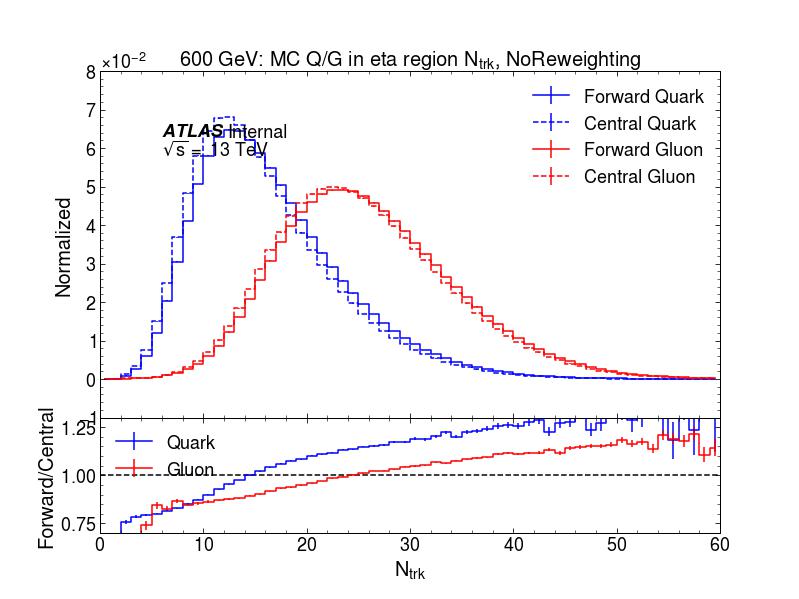 ×10−2
600 GeV: MC Q/G in eta region Ntrk, NoReweighting
ATLAS Internal
√s = 13 TeV
Forward Quark
Central Quark
Forward Gluon
Central Gluon
8
7
6
5
4
3
2
1
0
1
Normalized
Quark
Gluon
1.25
1.00
0.75
Forward/Central
0 10 20 30 40 50 60
Ntrk